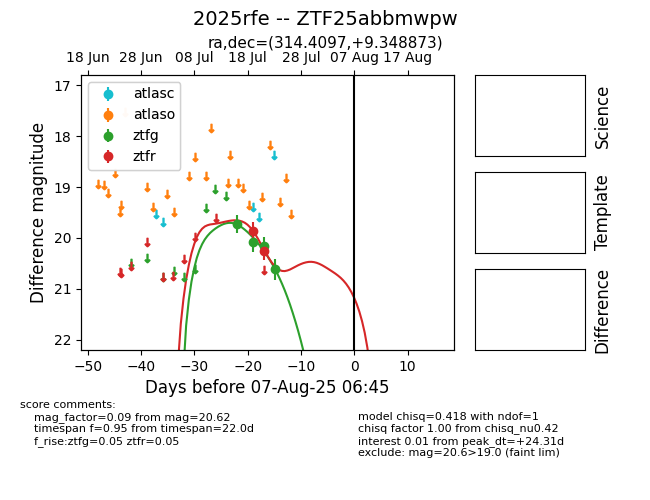 2025rfe -- ZTF25abbmwpw
ra,dec=(314.4097,+9.348873)
18 Jun 28 Jun 08 Jul 18 Jul 28 Jul 07 Aug 17 Aug
atlasc
atlaso
ztfg
ztfr
17
18
19
20
21
22
Difference magnitude
−50 −40 −30 −20 −10 0 10
Days before 07-Aug-25 06:45
Science
Template
Difference
score comments:
mag_factor=0.09 from mag=20.62
timespan f=0.95 from timespan=22.0d
f_rise:ztfg=0.05 ztfr=0.05
model chisq=0.418 with ndof=1
chisq factor 1.00 from chisq_nu0.42
interest 0.01 from peak_dt=+24.31d
exclude: mag=20.6>19.0 (faint lim)